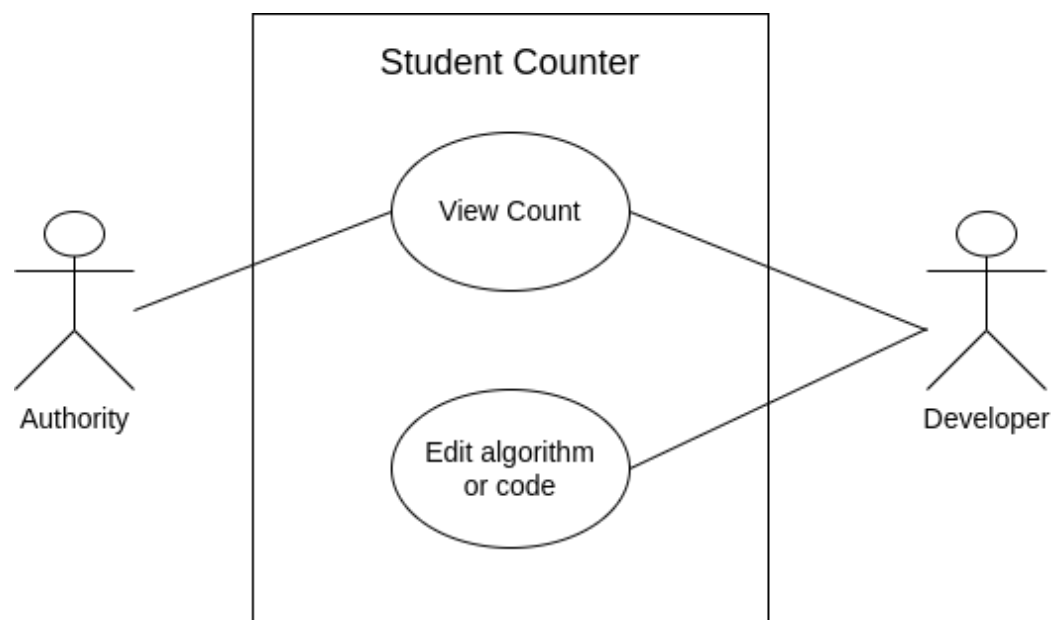 Student Counter
View Count
Authority
Developer
Edit algorithm
or code